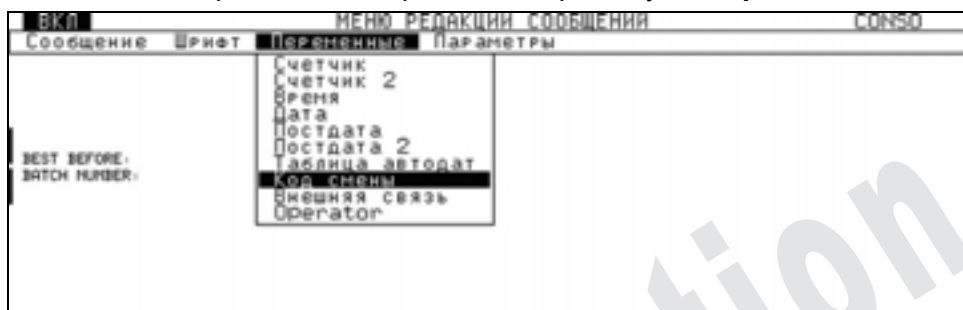 ВКЛ МЕНЮ РЕДАКЦИИ СООБЩЕНИЯ CONSO
Сообщение Шрифт Переменные Параметры
Счетчик
Счетчик 2
Время
Дата
Постдата
Постдата 2
Таблица автодат
Код смены
Внешняя связь
Operator
BEST BEFORE:
BATCH NUMBER: